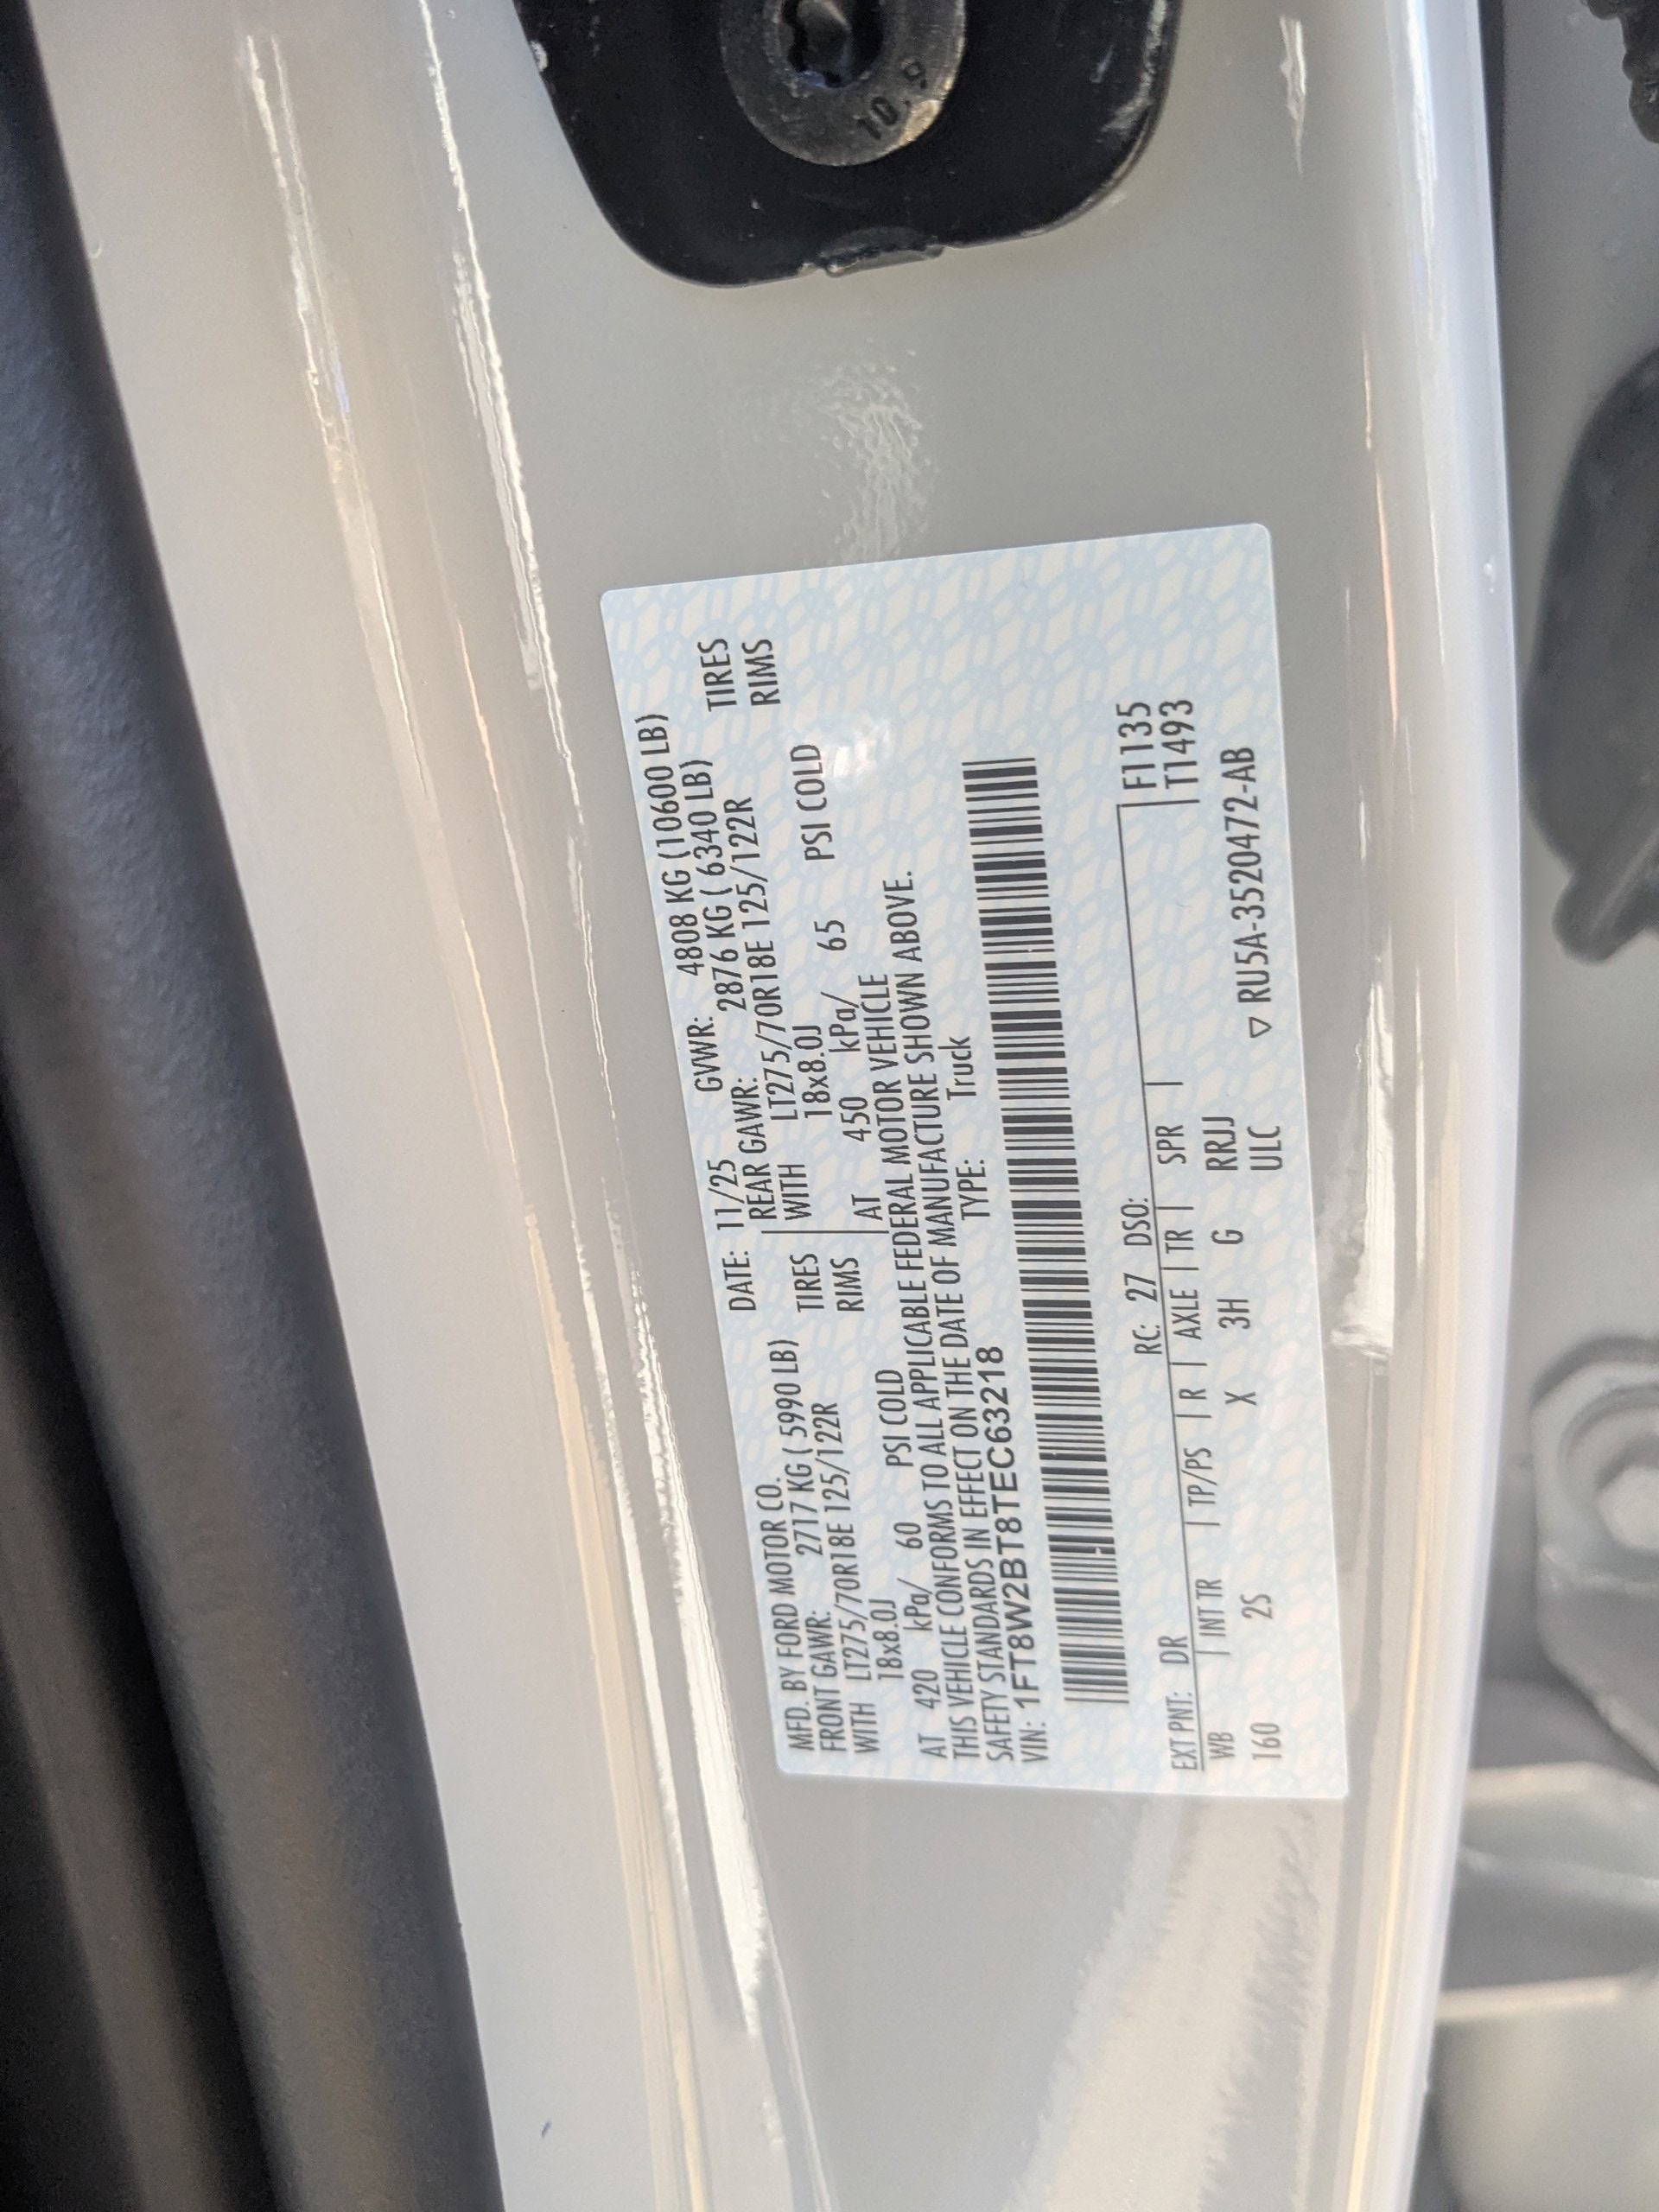 10.9
MFD. BY FORD MOTOR CO. DATE: 11/25 GVWR: 4808 KG (10600 LB)
FRONT GAWR: 2717 KG ( 5990 LB) REAR GAWR: 2876 KG ( 6340 LB)
WITH LT275/70R18E 125/122R TIRES WITH LT275/70R18E 125/122R TIRES
18x8.0J RIMS 18x8.0J RIMS
AT 420 kPa/ 60 PSI COLD AT 450 kPa/ 65 PSI COLD
THIS VEHICLE CONFORMS TO ALL APPLICABLE FEDERAL MOTOR VEHICLE
SAFETY STANDARDS IN EFFECT ON THE DATE OF MANUFACTURE SHOWN ABOVE.
VIN: 1FT8W2BT8TEC63218 TYPE: Truck
EXT PNT: DR RC: 27 DSO: F1135
WB | INT TR | TP/PS | R | AXLE | TR | SPR | T1493
160 2S X 3H G RRJJ
ULC ▽ RU5A-3520472-AB